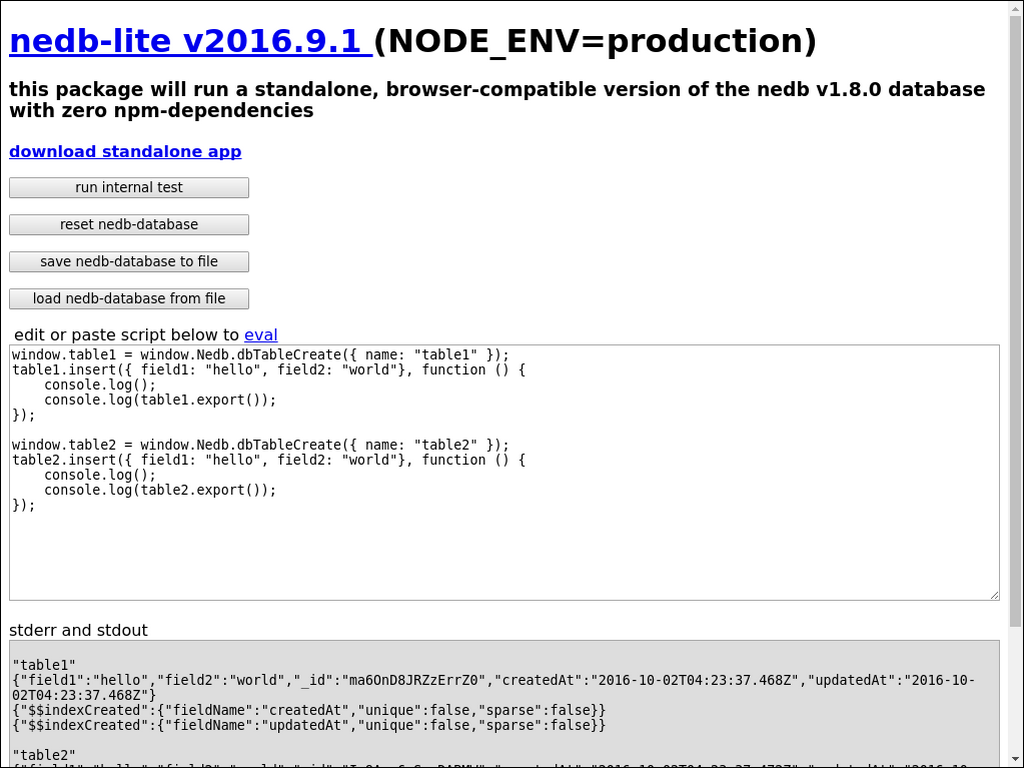 nedb-lite v2016.9.1 (NODE_ENV=production)
this package will run a standalone, browser-compatible version of the nedb v1.8.0 database
with zero npm-dependencies
download standalone app
run internal test
reset nedb-database
save nedb-database to file
load nedb-database from file
edit or paste script below to eval
window.table1 = window.Nedb.dbTableCreate({ name: "table1" });
table1.insert({ field1: "hello", field2: "world"}, function () {
    console.log();
    console.log(table1.export());
});
window.table2 = window.Nedb.dbTableCreate({ name: "table2" });
table2.insert({ field1: "hello", field2: "world"}, function () {
    console.log();
    console.log(table2.export());
});
stderr and stdout
"table1"
{"field1":"hello","field2":"world","_id":"ma6OnD8JRZzErrZ0","createdAt":"2016-10-02T04:23:37.468Z","updatedAt":"2016-10-
02T04:23:37.468Z"}
{"$$indexCreated":{"fieldName":"createdAt","unique":false,"sparse":false}}
{"$$indexCreated":{"fieldName":"updatedAt","unique":false,"sparse":false}}
"table2"